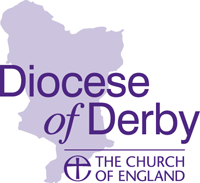 Diocese
of Derby
THE CHURCH
OF ENGLAND